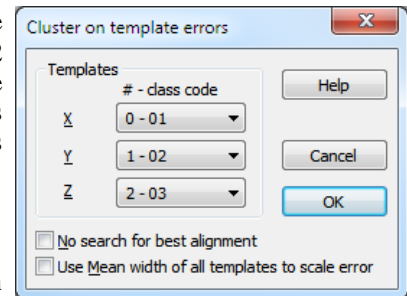 Cluster on template errors
Templates
# - class code
X 0 - 01
Y 1 - 02
Z 2 - 03
Help
Cancel
OK
No search for best alignment
Use Mean width of all templates to scale error